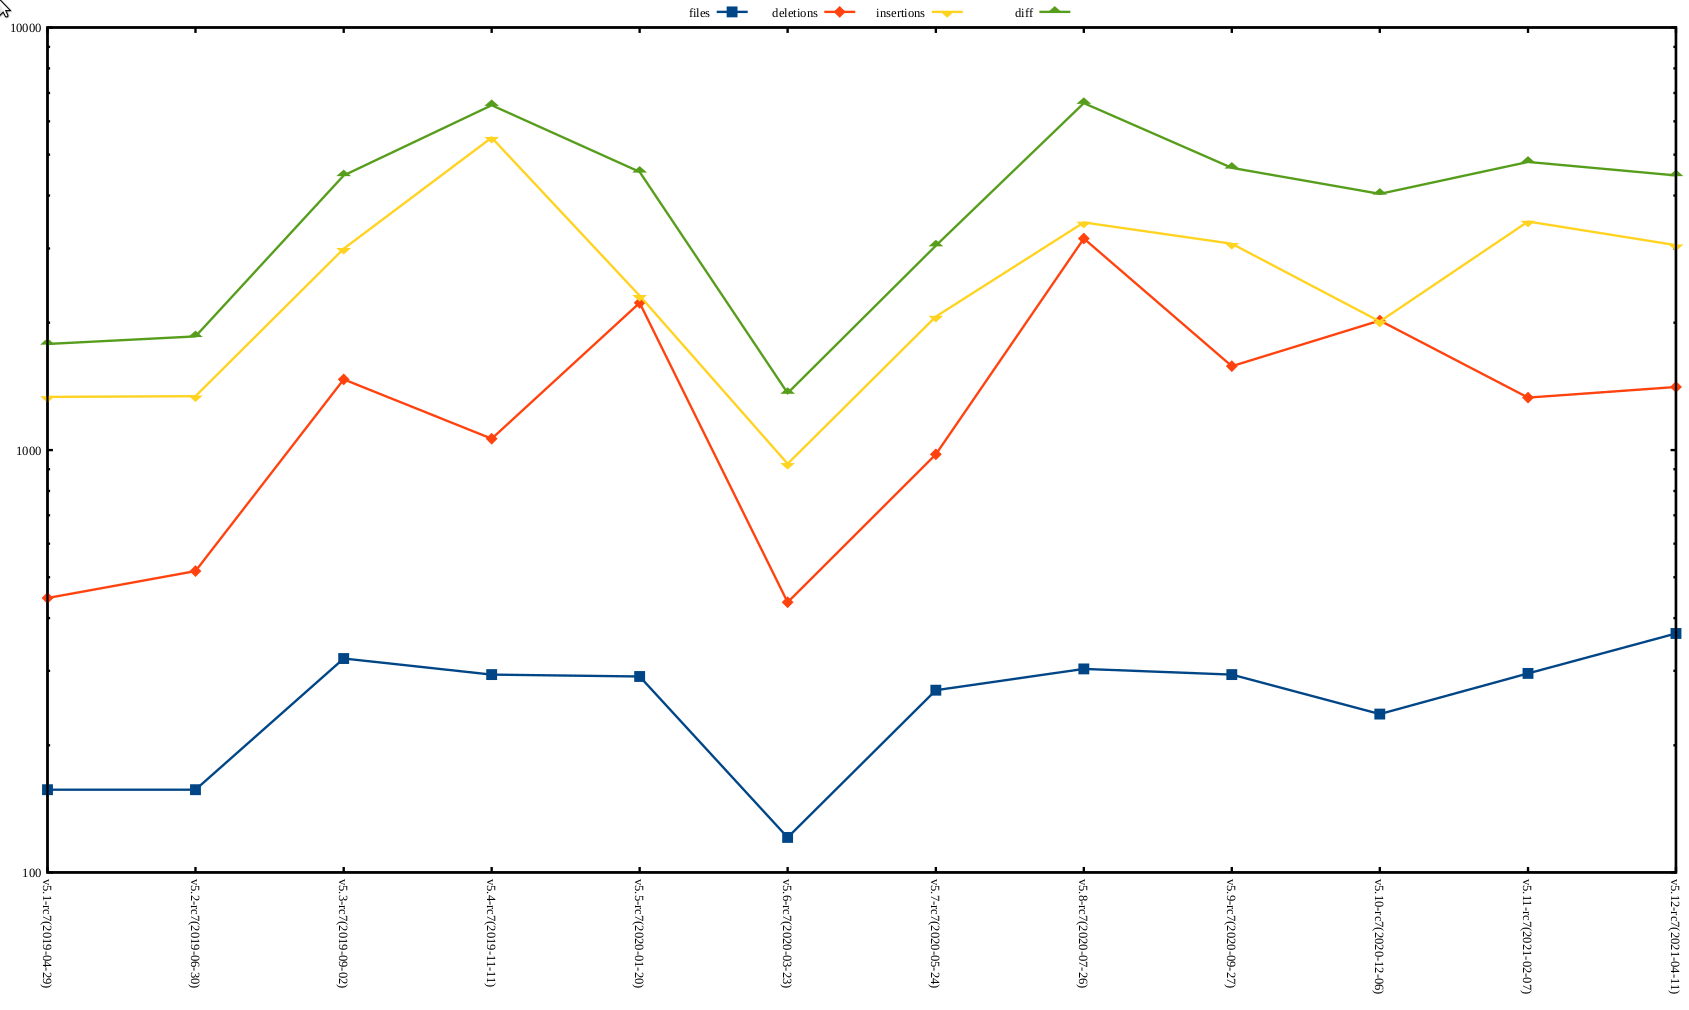 files deletions insertions diff
10000
1000
100
v5.1-rc7(2019-04-29)
v5.2-rc7(2019-06-30)
v5.3-rc7(2019-09-02)
v5.4-rc7(2019-11-11)
v5.5-rc7(2020-01-20)
v5.6-rc7(2020-03-23)
v5.7-rc7(2020-05-24)
v5.8-rc7(2020-07-26)
v5.9-rc7(2020-09-27)
v5.10-rc7(2020-12-06)
v5.11-rc7(2021-02-07)
v5.12-rc7(2021-04-11)